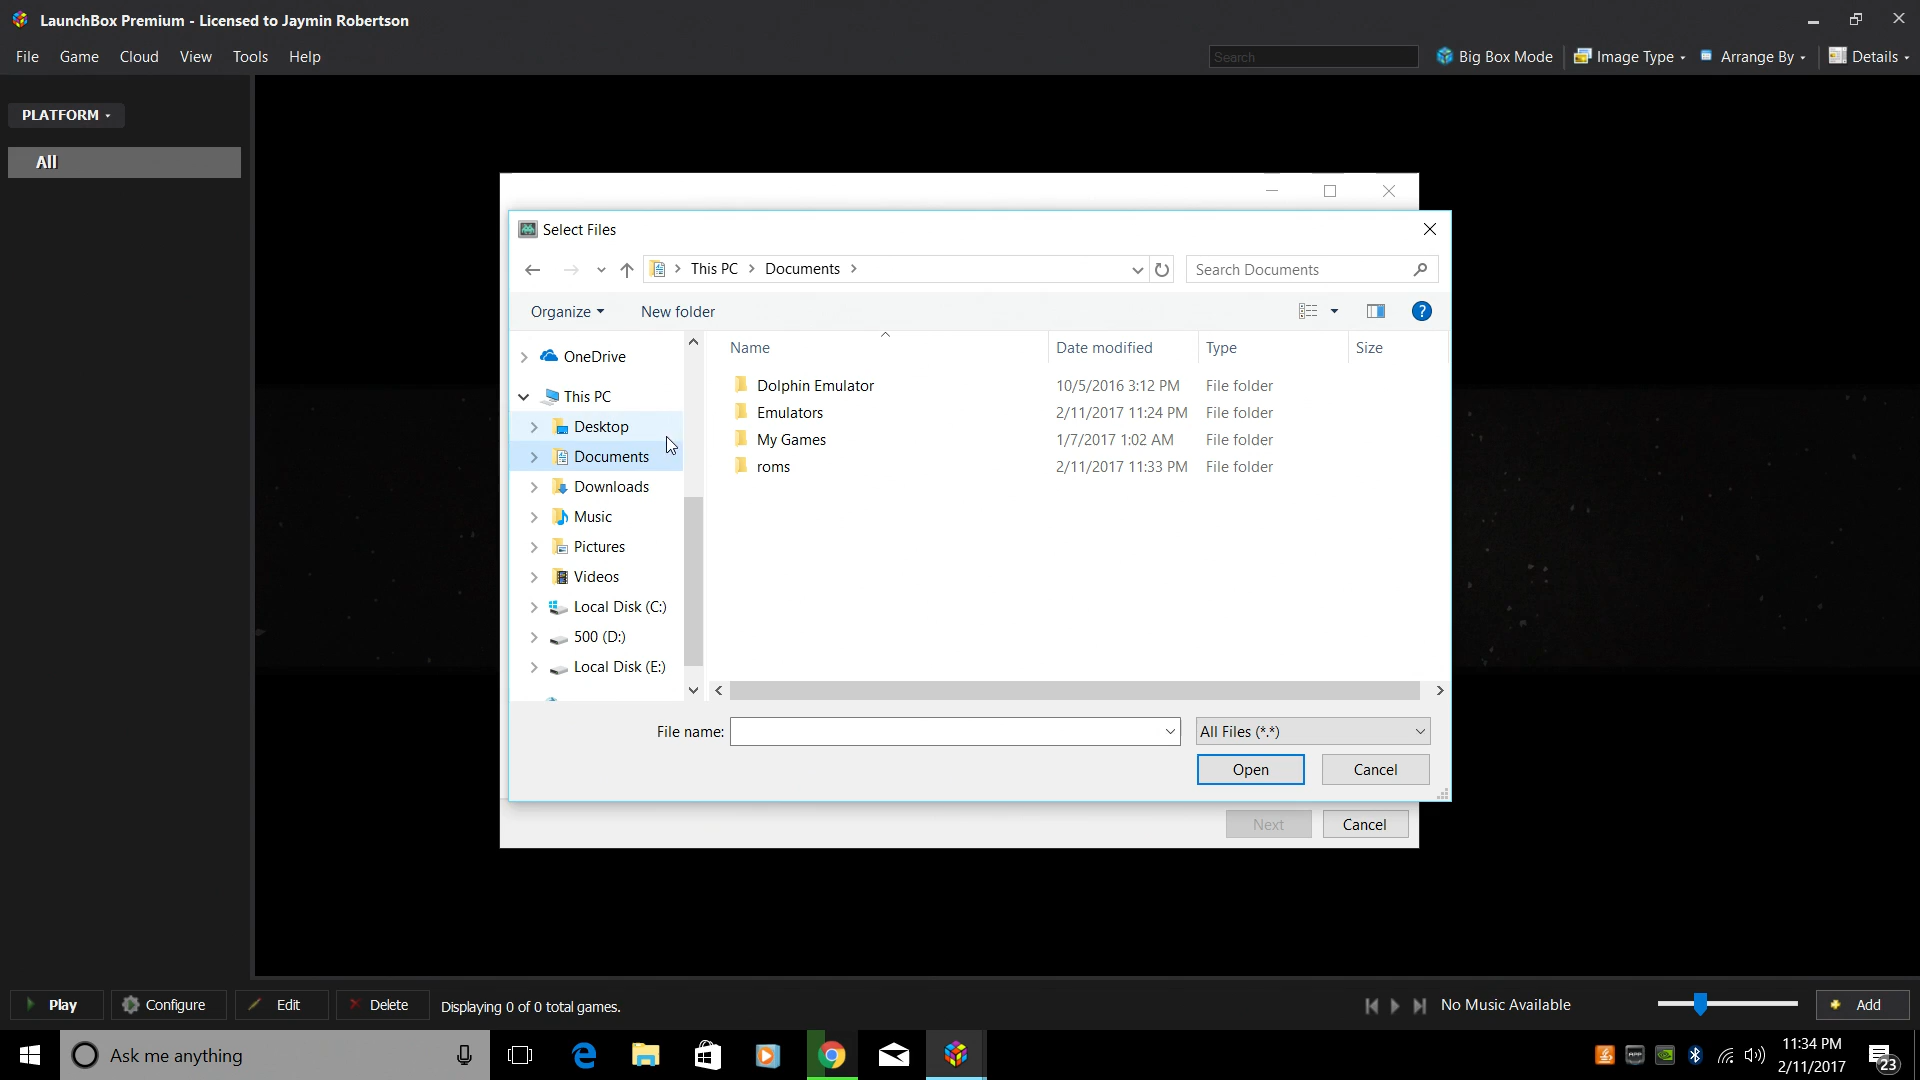 LaunchBox Premium - Licensed to Jaymin Robertson
File Game Cloud View Tools Help
Search Big Box Mode Image Type Arrange By Details
PLATFORM
All
Select Files
This PC Documents
Search Documents
Organize New folder
Name Date modified Type Size
OneDrive
This PC
Desktop
Documents
Downloads
Music
Pictures
Videos
Local Disk (C:)
500 (D:)
Local Disk (E:)
Dolphin Emulator 10/5/2016 3:12 PM File folder
Emulators 2/11/2017 11:24 PM File folder
My Games 1/7/2017 1:02 AM File folder
roms 2/11/2017 11:33 PM File folder
File name: All Files (*.*)
Open Cancel
Next Cancel
Play Configure Edit Delete Displaying 0 of 0 total games. No Music Available Add
Ask me anything
11:34 PM
2/11/2017
23